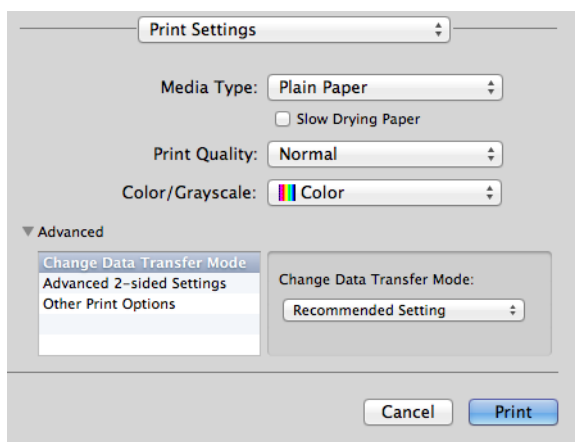 Print Settings
Media Type: Plain Paper
Slow Drying Paper
Print Quality: Normal
Color/Grayscale: Color
Advanced
Change Data Transfer Mode
Advanced 2-sided Settings
Other Print Options
Change Data Transfer Mode:
Recommended Setting
Cancel Print